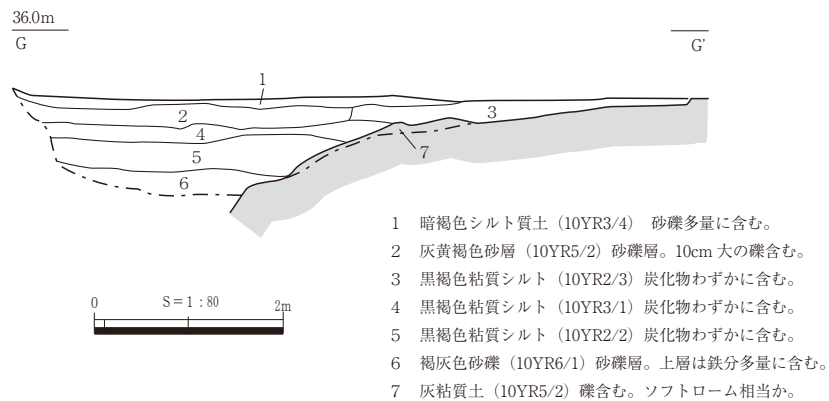 36.0m
G
G'
1
2
3
4
5
7
6
1 暗褐色シルト質土（10YR3/4） 砂礫多量に含む。
2 灰黄褐色砂層（10YR5/2）砂礫層。10cm 大の礫含む。
3 黒褐色粘質シルト（10YR2/3）炭化物わずかに含む。
4 黒褐色粘質シルト（10YR3/1）炭化物わずかに含む。
5 黒褐色粘質シルト（10YR2/2）炭化物わずかに含む。
6 褐灰色砂礫（10YR6/1）砂礫層。上層は鉄分多量に含む。
7 灰粘質土（10YR5/2）礫含む。ソフトローム相当か。
0 S＝1：80 2m